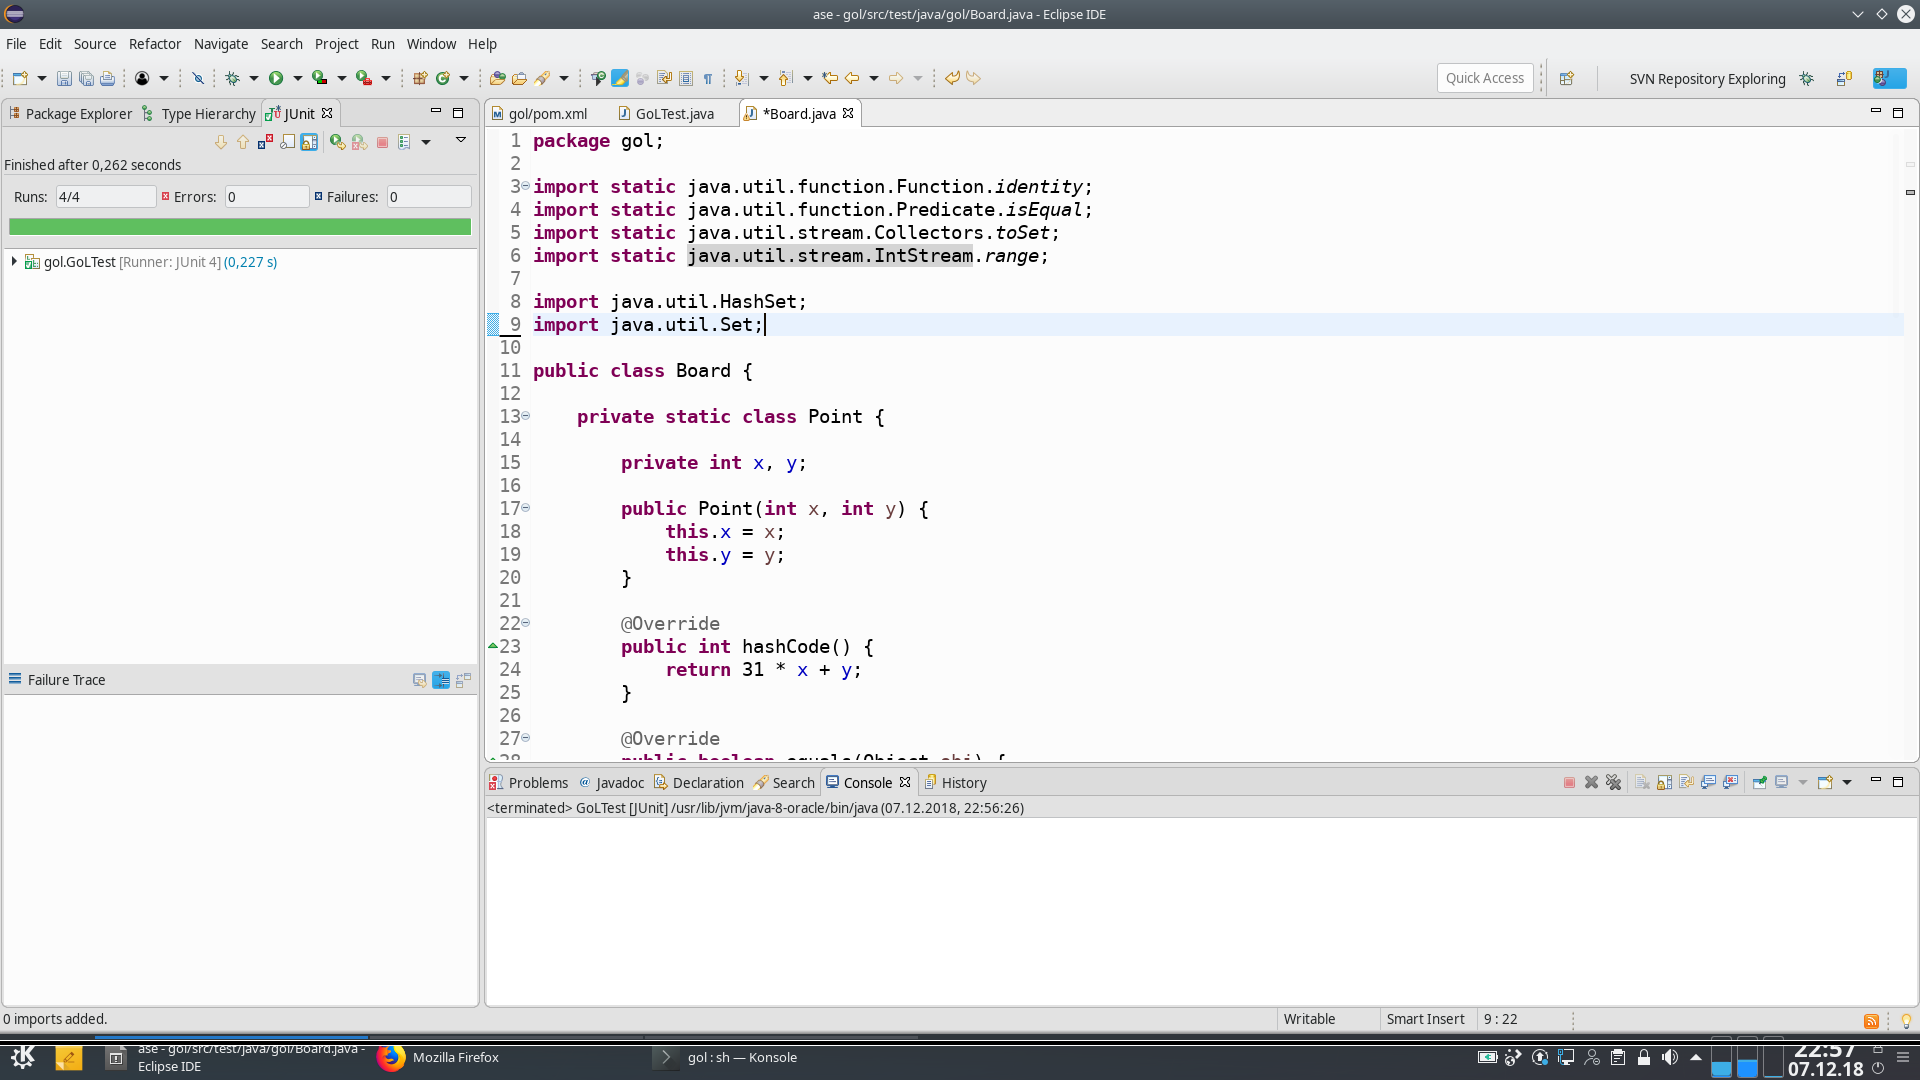 ase - gol/src/test/java/gol/Board.java - Eclipse IDE
File Edit Source Refactor Navigate Search Project Run Window Help
Quick Access
SVN Repository Exploring
Package Explorer Type Hierarchy JUnit
Finished after 0,262 seconds
Runs: 4/4 Errors: 0 Failures: 0
gol.GoLTest [Runner: JUnit 4] (0,227 s)
Failure Trace
gol/pom.xml GoLTest.java *Board.java
1 package gol;
2
3 import static java.util.function.Function.identity;
4 import static java.util.function.Predicate.isEqual;
5 import static java.util.stream.Collectors.toSet;
6 import static java.util.stream.IntStream.range;
7
8 import java.util.HashSet;
9 import java.util.Set;
10
11 public class Board {
12
13 private static class Point {
14
15 private int x, y;
16
17 public Point(int x, int y) {
18 this.x = x;
19 this.y = y;
20 }
21
22 @Override
23 public int hashCode() {
24 return 31 * x + y;
25 }
26
27 @Override
28 public boolean equals(Object obj) {
Problems Javadoc Declaration Search Console History
<terminated> GoLTest [JUnit] /usr/lib/jvm/java-8-oracle/bin/java (07.12.2018, 22:56:26)
0 imports added.
Writable Smart Insert 9 : 22
ase - gol/src/test/java/gol/Board.java -
Eclipse IDE
Mozilla Firefox
gol : sh — Konsole
22:57
07.12.18